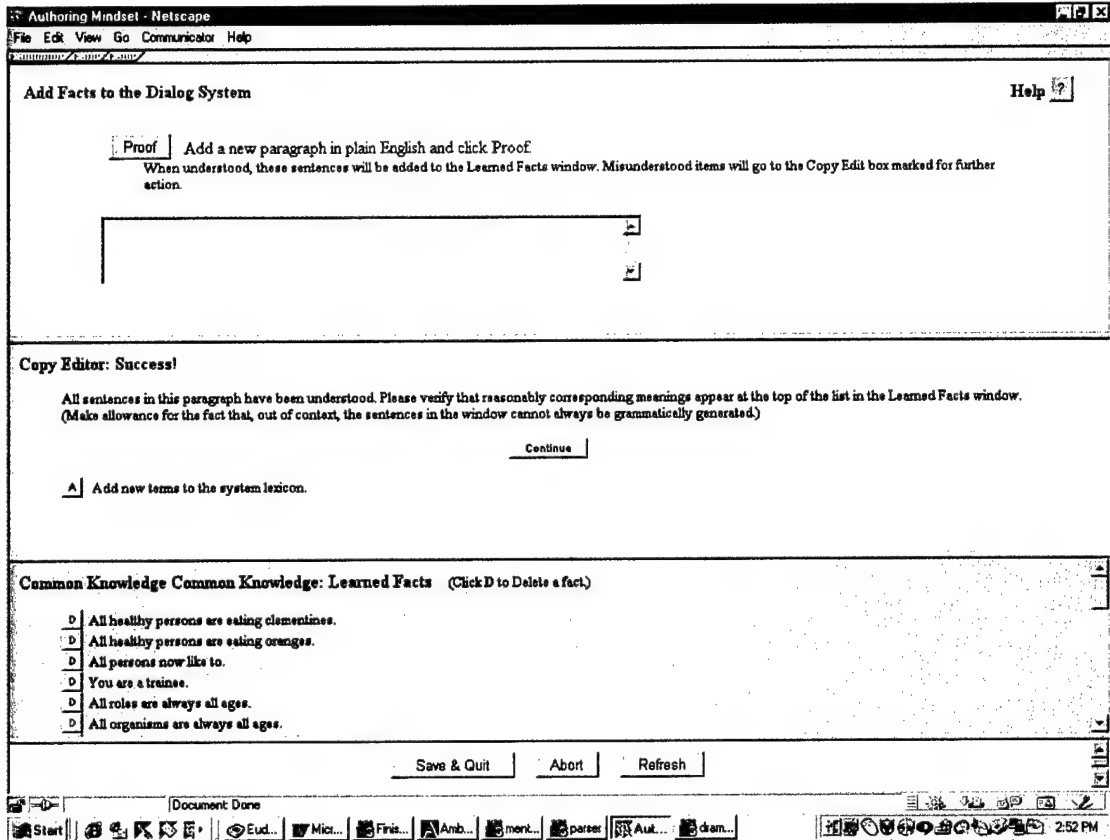 Authoring Mindset - Netscape
File Edit View Go Communicator Help
Add Facts to the Dialog System
Help ?
Proof Add a new paragraph in plain English and click Proof.
When understood, these sentences will be added to the Learned Facts window. Misunderstood items will go to the Copy Edit box marked for further
action.
Copy Editor: Success!
All sentences in this paragraph have been understood. Please verify that reasonably corresponding meanings appear at the top of the list in the Learned Facts window.
(Make allowance for the fact that, out of context, the sentences in the window cannot always be grammatically generated.)
Continue
A Add new terms to the system lexicon.
Common Knowledge Common Knowledge: Learned Facts (Click D to Delete a fact.)
D All healthy persons are eating clementines.
D All healthy persons are eating oranges.
D All persons now like to.
D You are a trainee.
D All roles are always all ages.
D All organisms are always all ages.
Save & Quit Abort Refresh
Document Done
Start Eud... Micr... Finis... Amb... ment... parser Aut... dram... 2:52 PM